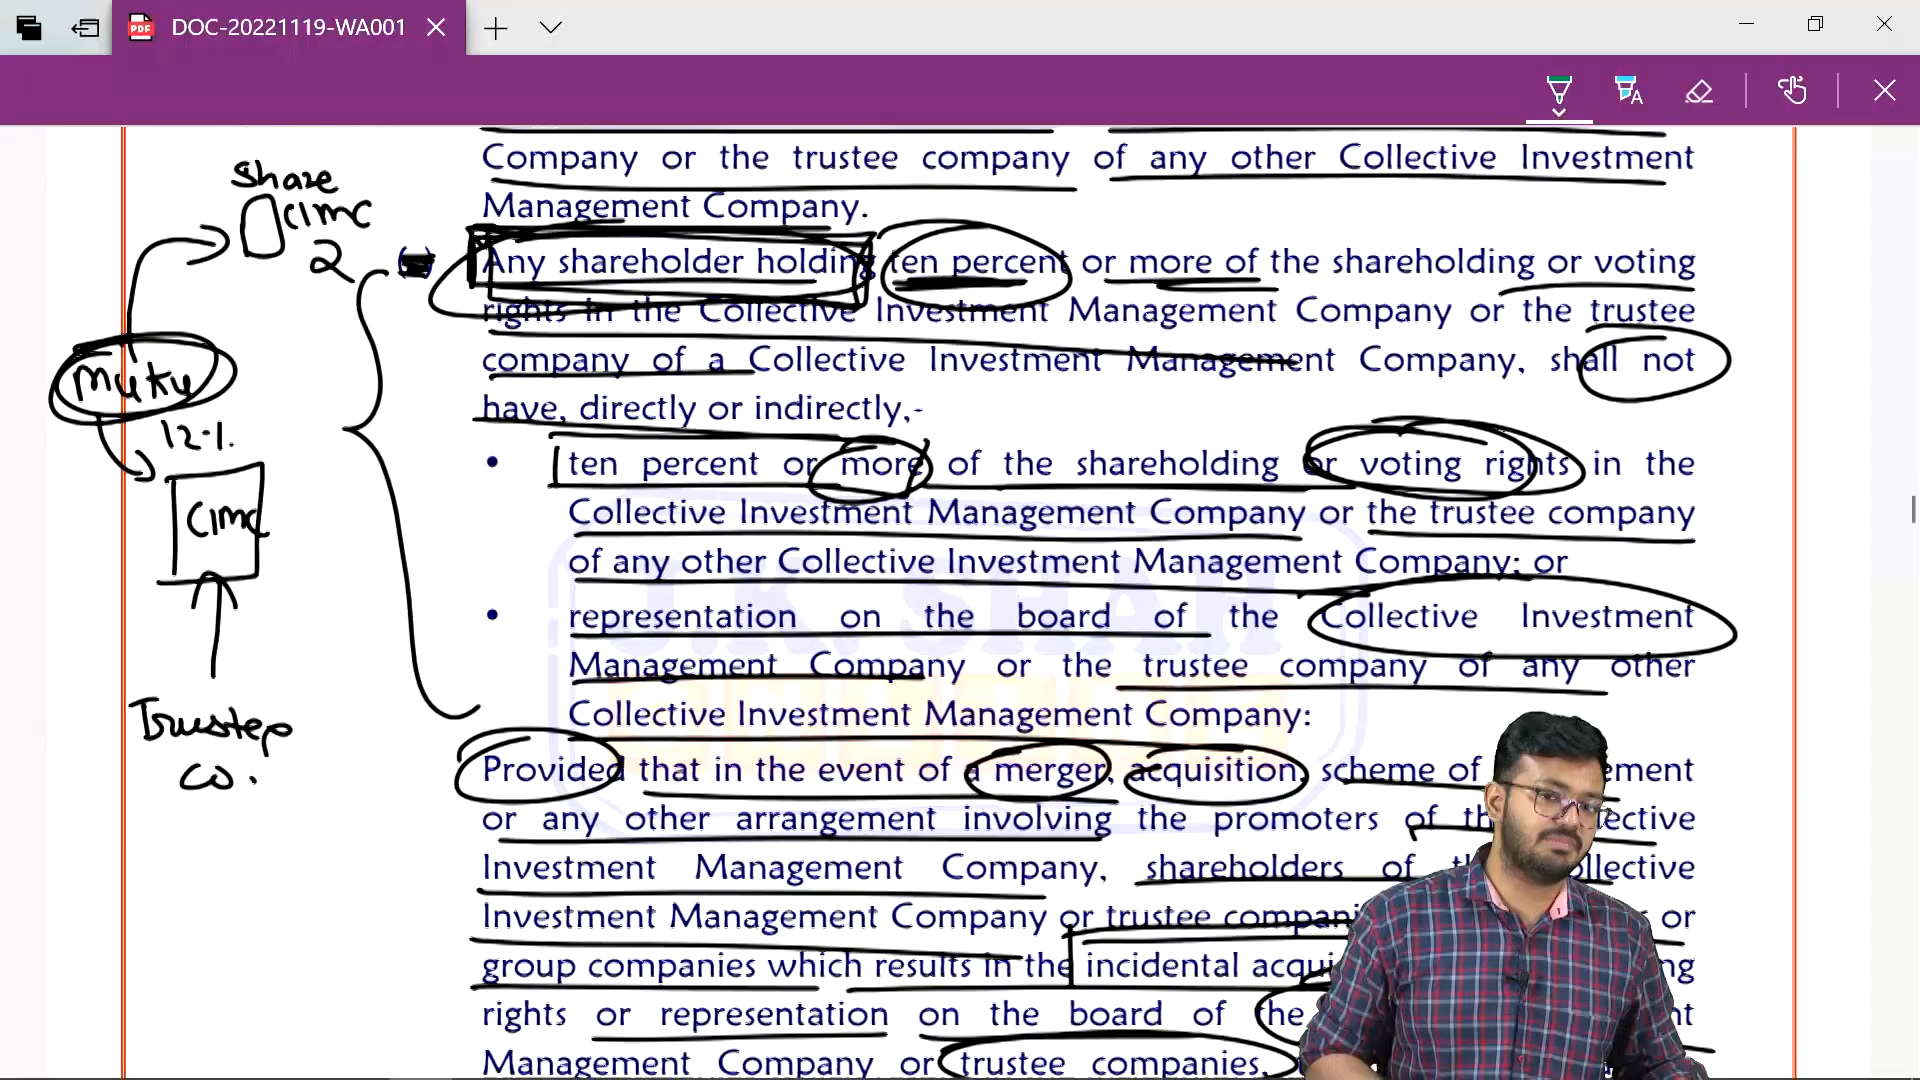 DOC-20221119-WA001
Company or the trustee company of any other Collective Investment
Management Company.
Any shareholder holding ten percent or more of the shareholding or voting
rights in the Collective Investment Management Company or the trustee
company of a Collective Investment Management Company, shall not
have, directly or indirectly,-
• ten percent or more of the shareholding or voting rights in the
Collective Investment Management Company or the trustee company
of any other Collective Investment Management Company; or
• representation on the board of the Collective Investment
Management Company or the trustee company of any other
Collective Investment Management Company:
Provided that in the event of a merger, acquisition, scheme of
or any other arrangement involving the promoters of
Investment Management Company, shareholders of
Investment Management Company or trustee or
group companies which results in the incidental
rights or representation on the board of the
Management Company or trustee companies,
Share
CIMC
2
Muku
12%
CIMC
Trustee
Co.
J.K. SHAH